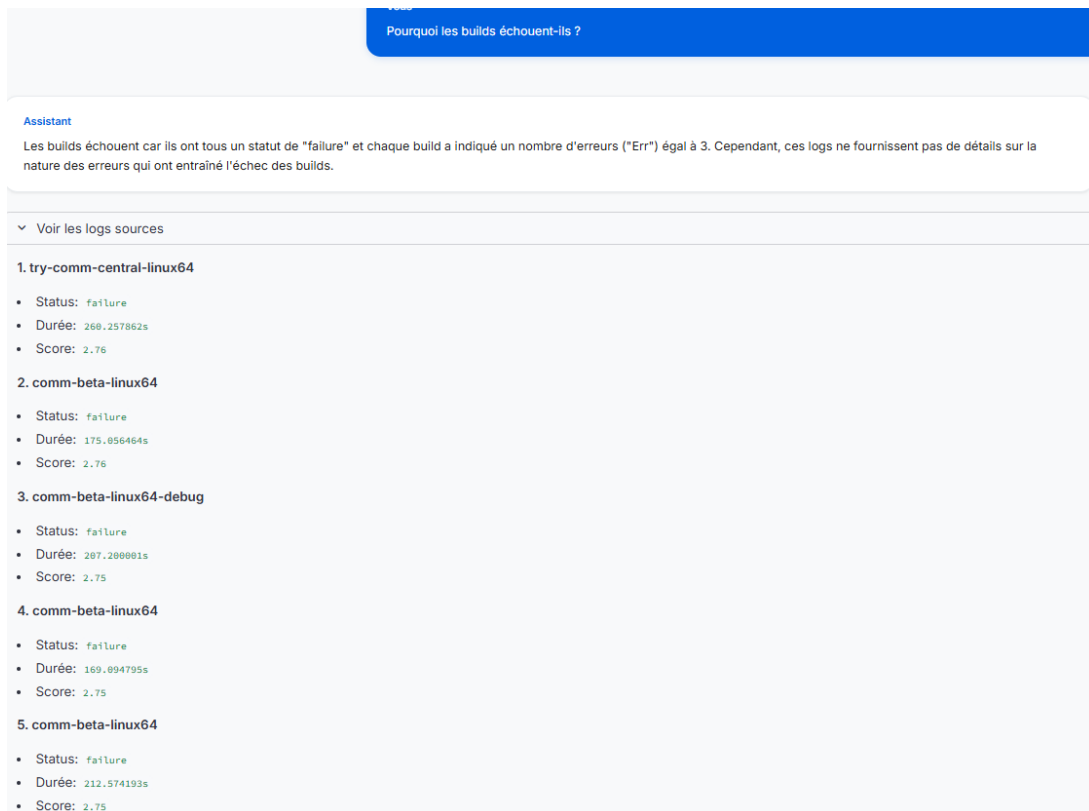 Vous
Pourquoi les builds échouent-ils ?
Assistant
Les builds échouent car ils ont tous un statut de "failure" et chaque build a indiqué un nombre d'erreurs ("Err") égal à 3. Cependant, ces logs ne fournissent pas de détails sur la
nature des erreurs qui ont entraîné l'échec des builds.
Voir les logs sources
1. try-comm-central-linux64
• Status: failure
• Durée: 260.257862s
• Score: 2.76
2. comm-beta-linux64
• Status: failure
• Durée: 175.056464s
• Score: 2.76
3. comm-beta-linux64-debug
• Status: failure
• Durée: 207.200001s
• Score: 2.75
4. comm-beta-linux64
• Status: failure
• Durée: 169.094795s
• Score: 2.75
5. comm-beta-linux64
• Status: failure
• Durée: 212.574193s
• Score: 2.75